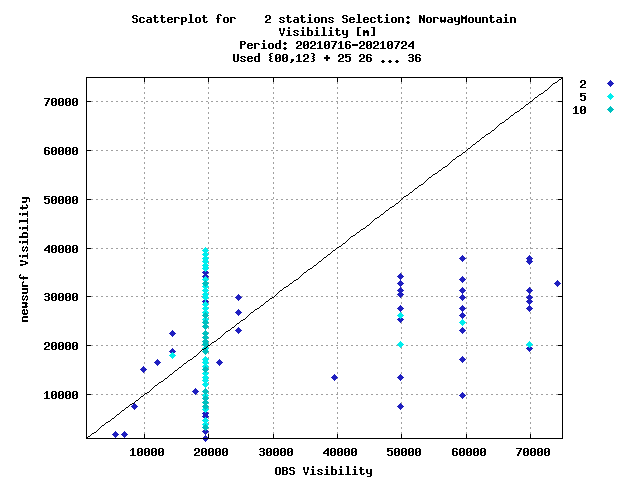 Scatterplot for    2 stations Selection: NorwayMountain
Visibility [m]
Period: 20210716-20210724
Used {00,12} + 25 26 ... 36
2
5
10
70000
60000
50000
40000
30000
20000
10000
newsurf Visibility
10000 20000 30000 40000 50000 60000 70000
OBS Visibility